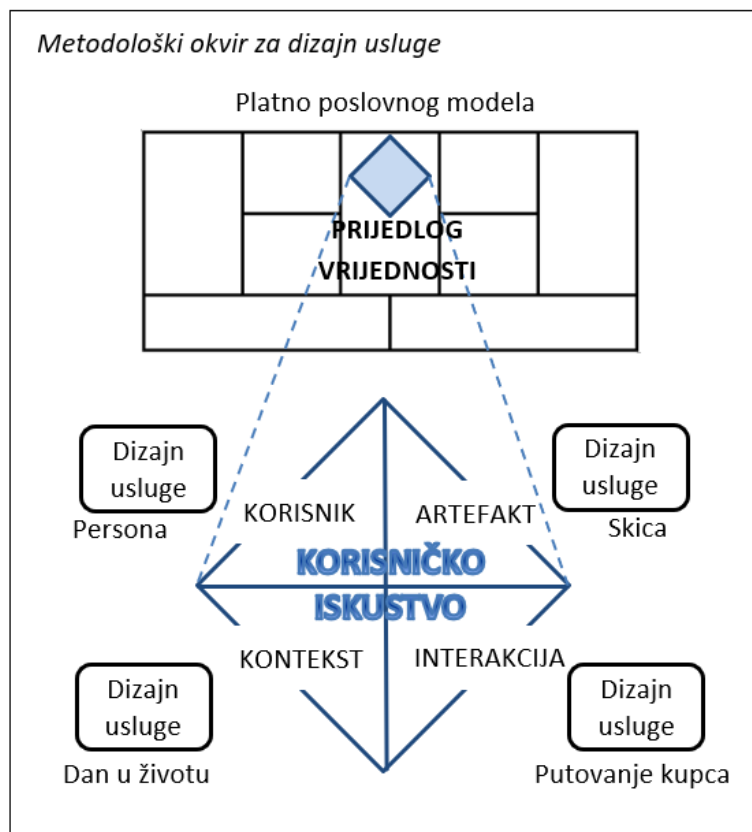 Metodološki okvir za dizajn usluge
Platno poslovnog modela
PRIJEDLOG
VRIJEDNOSTI
Dizajn
usluge
Persona
Dizajn
usluge
Skica
KORISNIK
ARTEFAKT
KORISNIČKO
ISKUSTVO
KONTEKST
INTERAKCIJA
Dizajn
usluge
Dan u životu
Dizajn
usluge
Putovanje kupca